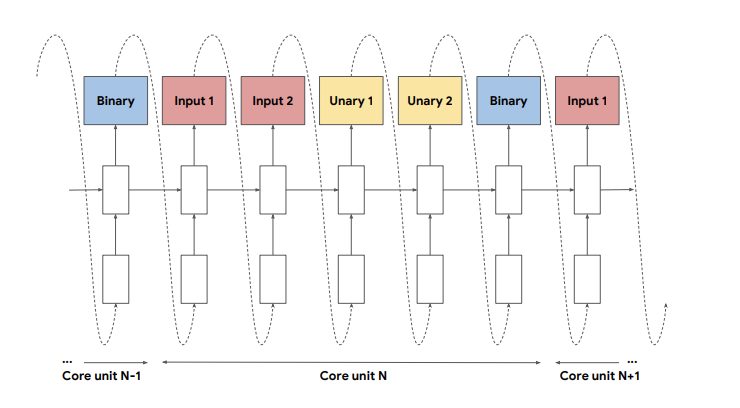 Binary
Input 1
Input 2
Unary 1
Unary 2
Binary
Input 1
...
...
Core unit N-1
Core unit N
Core unit N+1